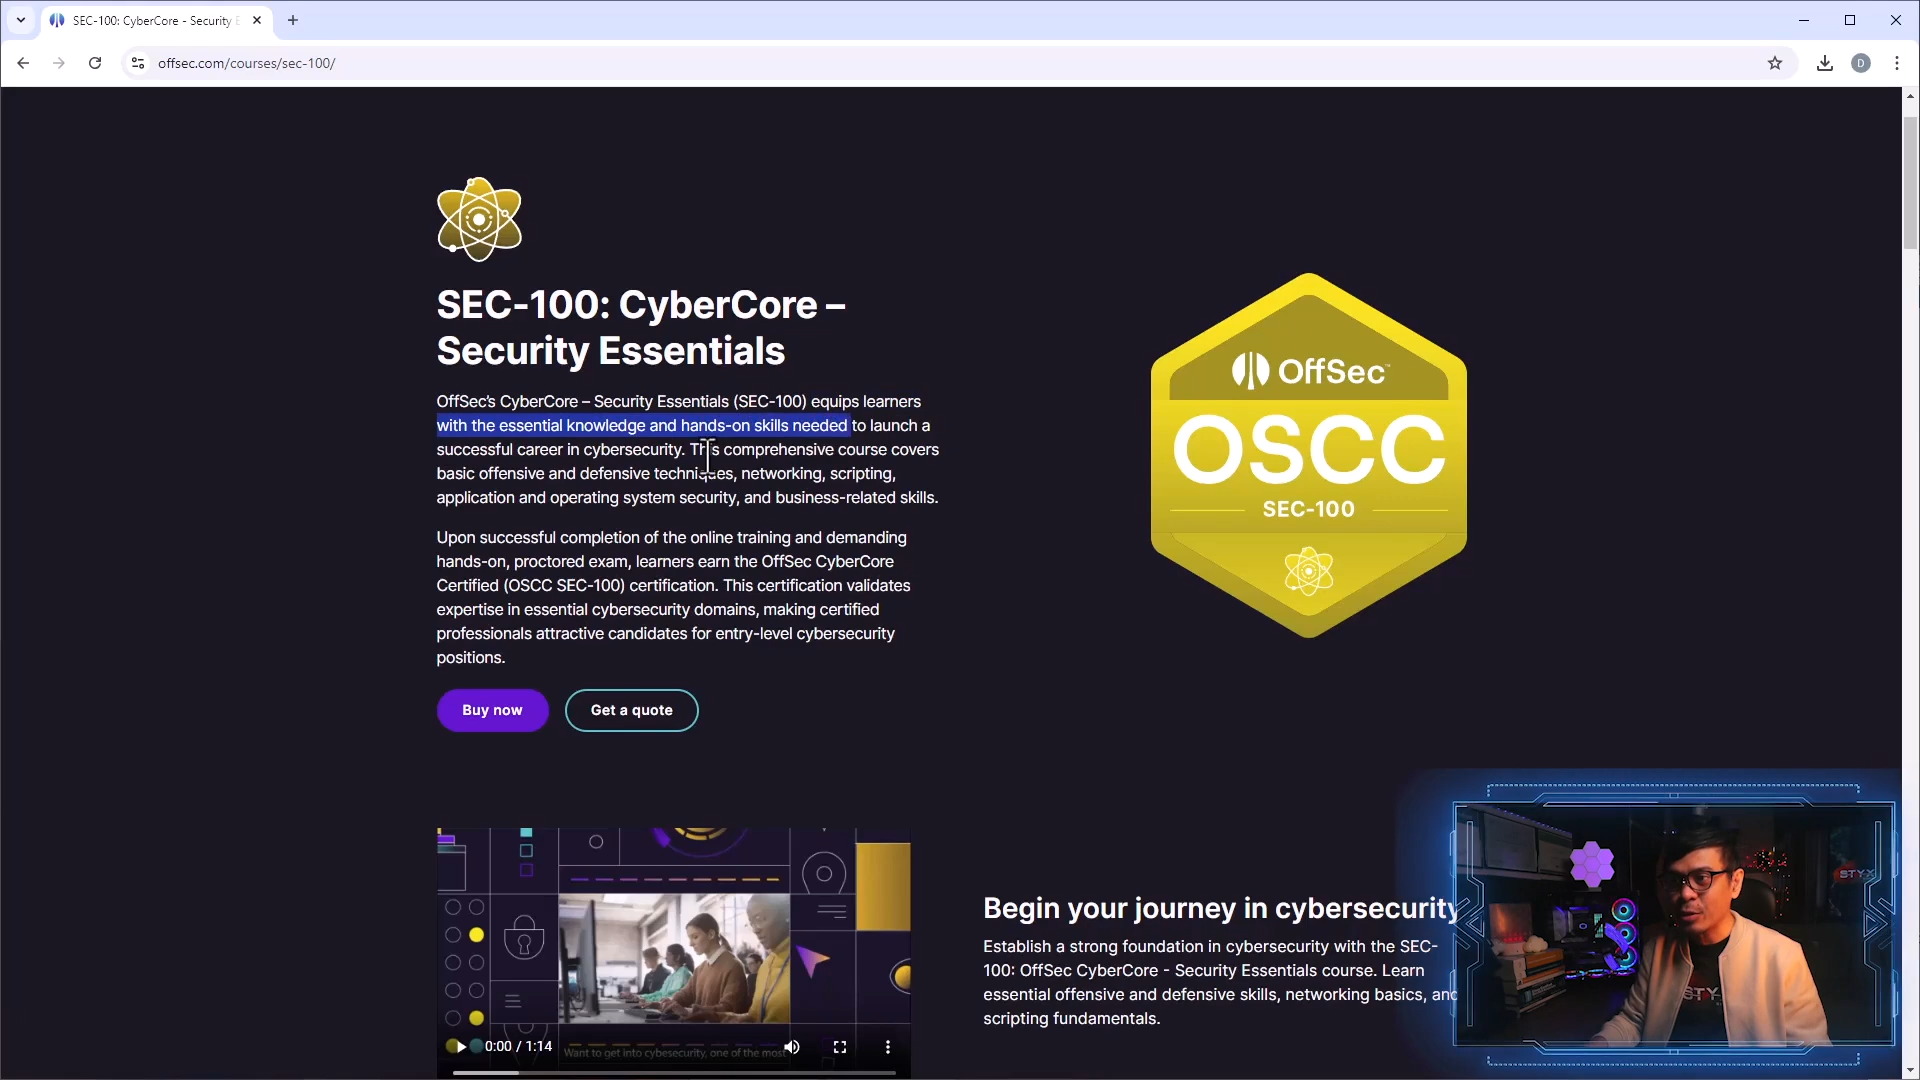 SEC-100: CyberCore - Security E
offsec.com/courses/sec-100/
D
SEC-100: CyberCore –
Security Essentials
OffSec's CyberCore – Security Essentials (SEC-100) equips learners
with the essential knowledge and hands-on skills needed to launch a
successful career in cybersecurity. This comprehensive course covers
basic offensive and defensive techniques, networking, scripting,
application and operating system security, and business-related skills.
Upon successful completion of the online training and demanding
hands-on, proctored exam, learners earn the OffSec CyberCore
Certified (OSCC SEC-100) certification. This certification validates
expertise in essential cybersecurity domains, making certified
professionals attractive candidates for entry-level cybersecurity
positions.
Buy now
Get a quote
OffSec™
OSCC
SEC-100
0:00 / 1:14
Want to get into cybesecurity, one of the most
Begin your journey in cybersecurity
Establish a strong foundation in cybersecurity with the SEC-
100: OffSec CyberCore - Security Essentials course. Learn
essential offensive and defensive skills, networking basics, and
scripting fundamentals.
STYX
STY